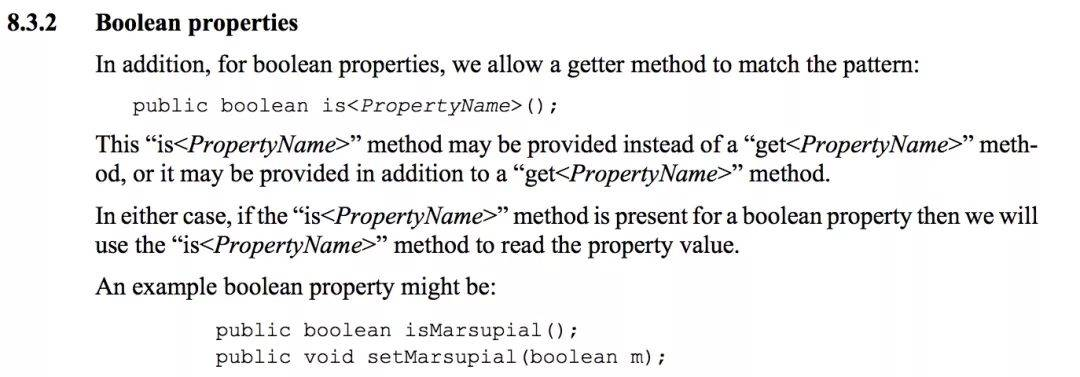 8.3.2 Boolean properties
In addition, for boolean properties, we allow a getter method to match the pattern:
public boolean is<PropertyName>();
This “is<PropertyName>” method may be provided instead of a “get<PropertyName>” meth-
od, or it may be provided in addition to a “get<PropertyName>” method.
In either case, if the “is<PropertyName>” method is present for a boolean property then we will
use the “is<PropertyName>” method to read the property value.
An example boolean property might be:
public boolean isMarsupial();
public void setMarsupial(boolean m);